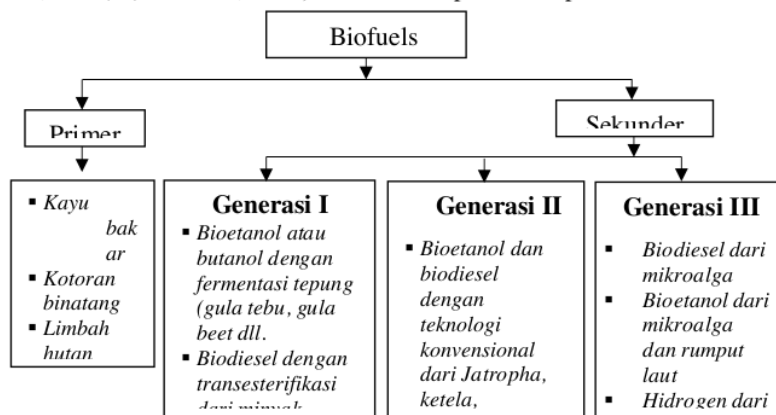 Biofuels
Primer
Sekunder
▪ Kayu
bak
ar
▪ Kotoran
binatang
▪ Limbah
hutan
Generasi I
▪ Bioetanol atau
butanol dengan
fermentasi tepung
(gula tebu, gula
beet dll.
▪ Biodiesel dengan
transesterifikasi
dari minyak
Generasi II
▪ Bioetanol dan
biodiesel
dengan
teknologi
konvensional
dari Jatropha,
ketela,
Generasi III
▪ Biodiesel dari
mikroalga
▪ Bioetanol dari
mikroalga
dan rumput
laut
▪ Hidrogen dari